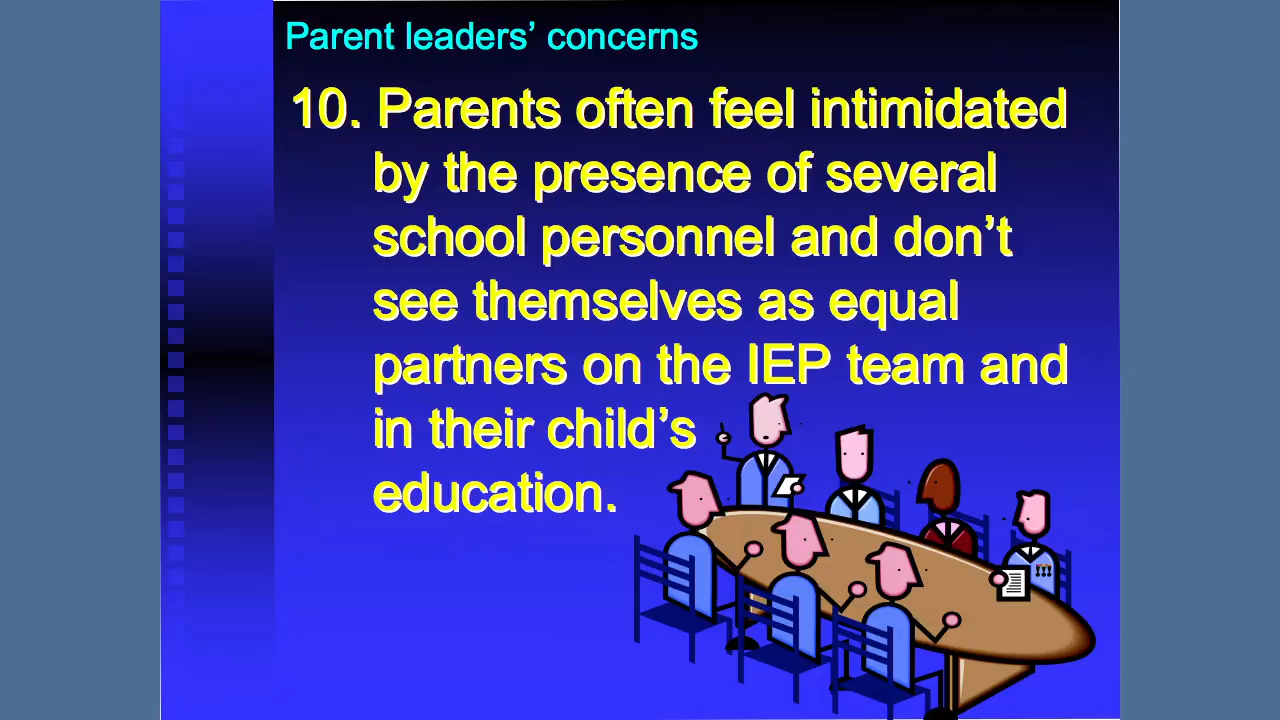 Parent leaders’ concerns
10. Parents often feel intimidated
by the presence of several
school personnel and don’t
see themselves as equal
partners on the IEP team and
in their child’s
education.